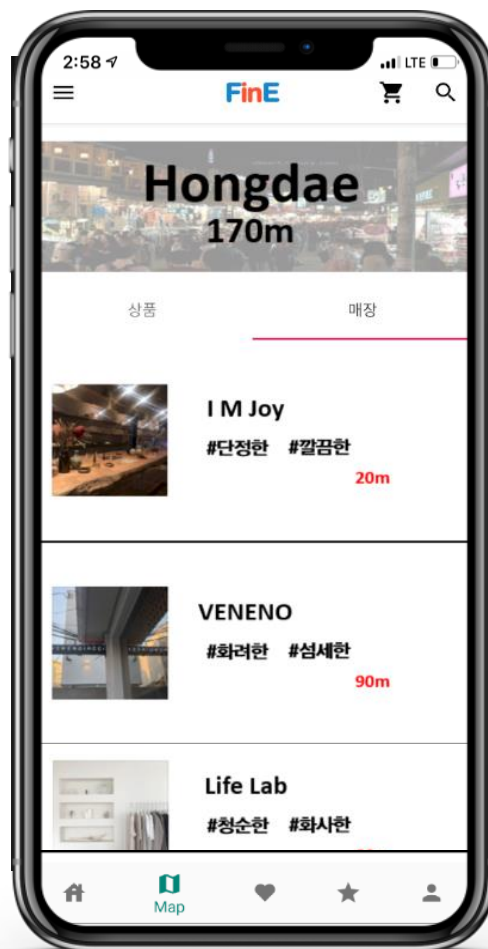 2:58 LTE
FinE
Hongdae
170m
상품 매장
I M Joy
#단정한 #깔끔한
20m
VENENO
#화려한 #섬세한
90m
Life Lab
#청순한 #화사한
Map